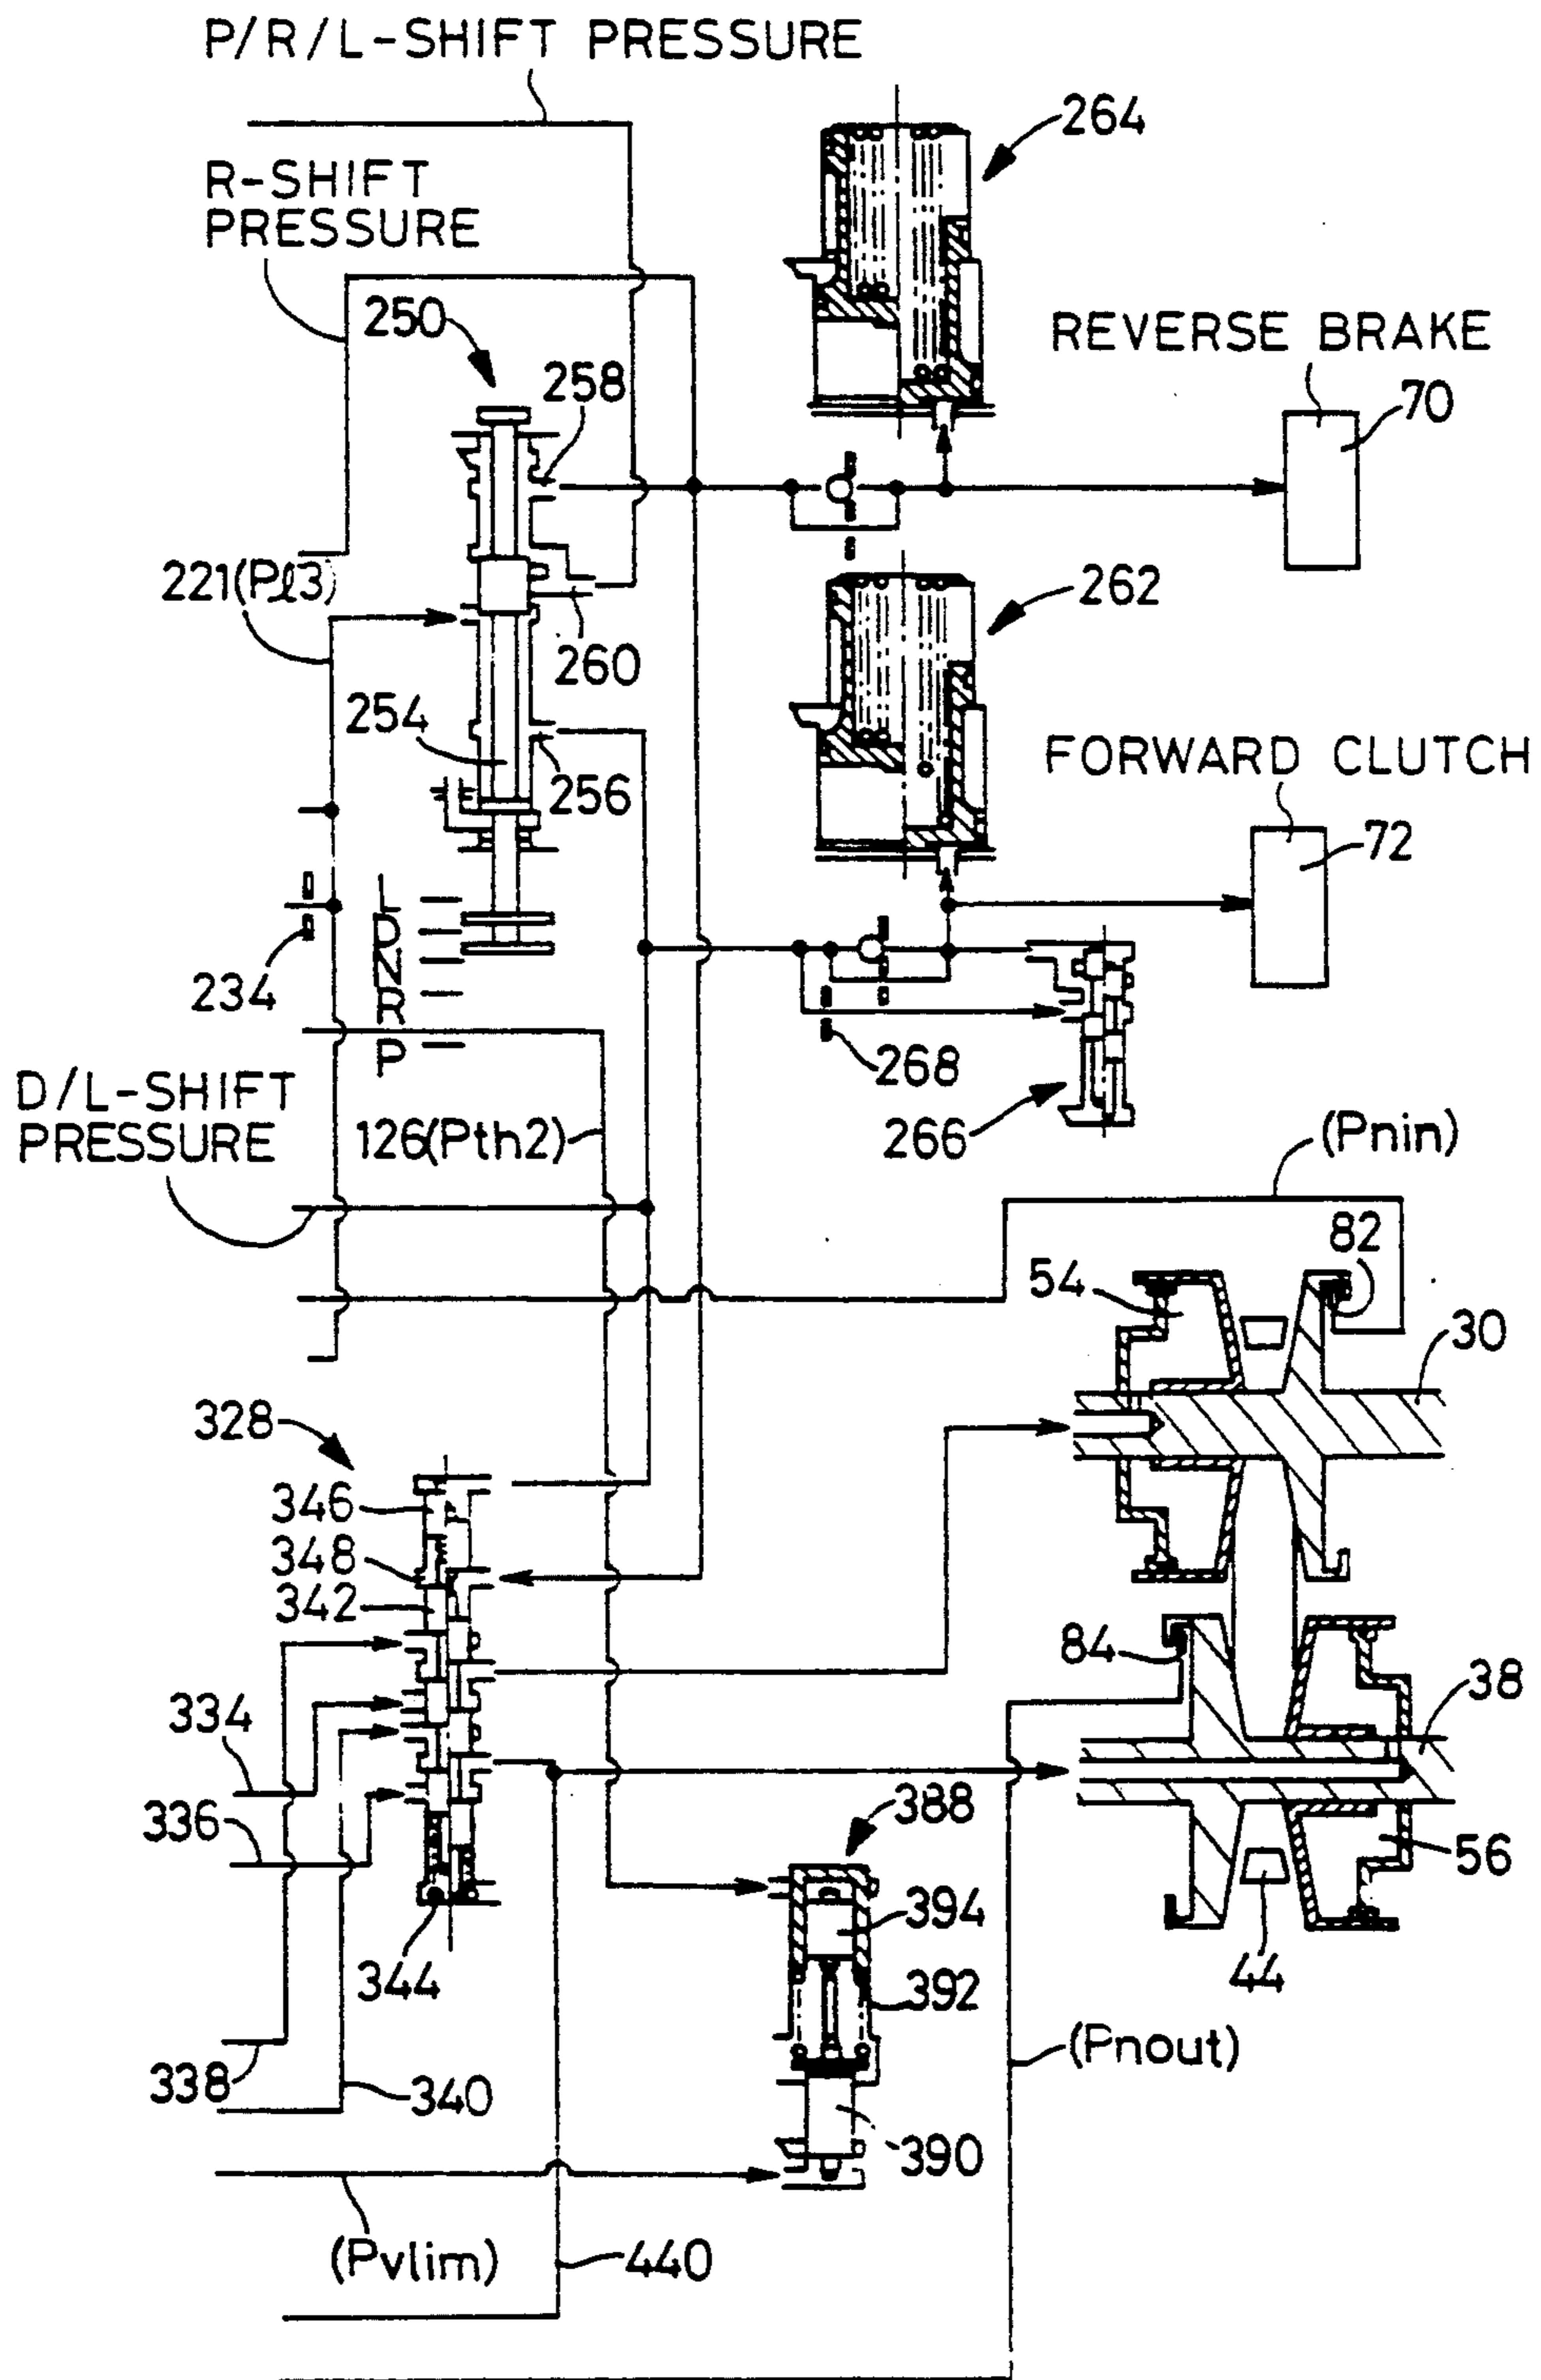 P/R/L-SHIFT PRESSURE
264
R-SHIFT
PRESSURE
250
258
REVERSE BRAKE
70
221(Pl3)
262
260
254
256
FORWARD CLUTCH
72
L
D
N
R
P
234
268
266
D/L-SHIFT
PRESSURE
126(Pth2)
(Pnin)
82
54
30
328
346
348
342
84
38
334
336
388
56
394
344
392
44
338
340
(Pnout)
390
(Pvlim)
440